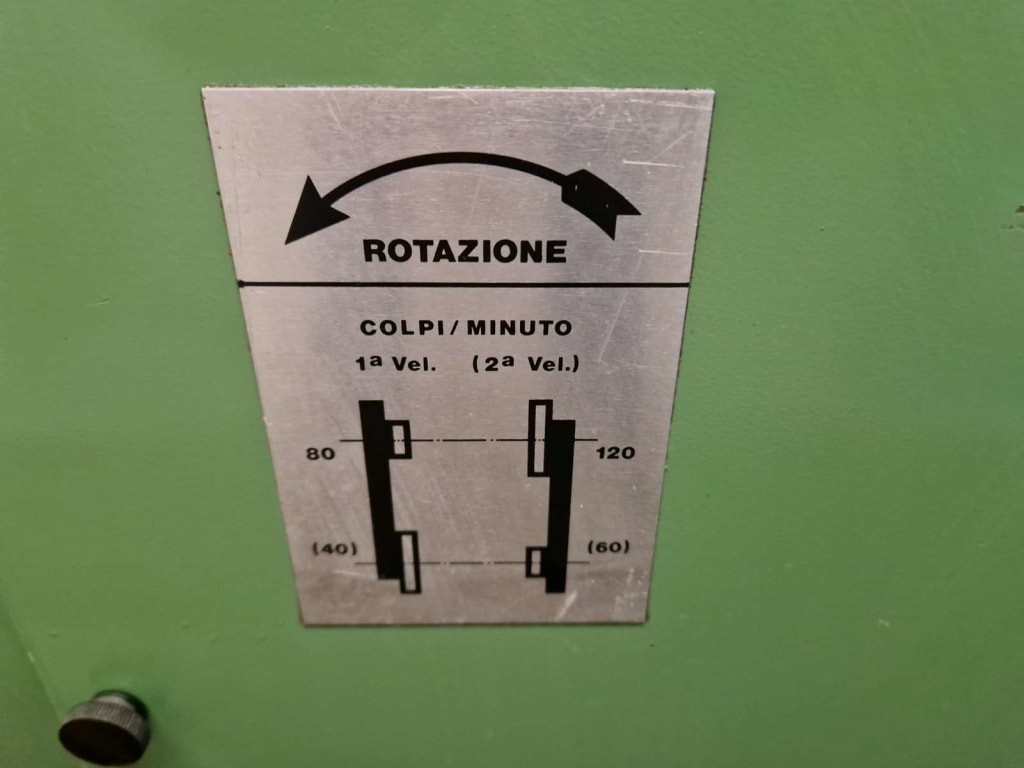 ROTAZIONE
COLPI/MINUTO
1ª Vel. (2ª Vel.)
80 120
(40) (60)